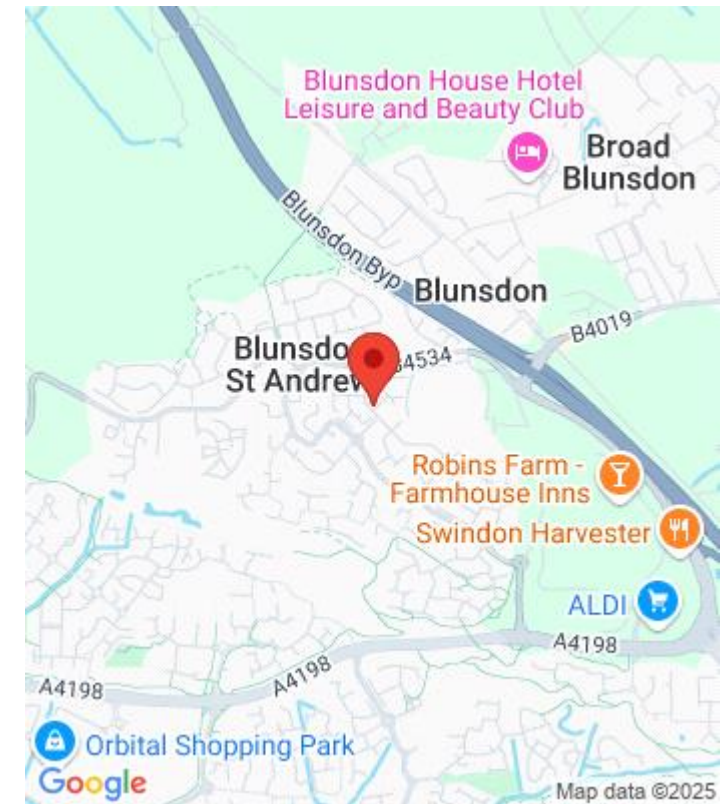 Blunsdon House Hotel
Leisure and Beauty Club
Broad
Blunsdon
Blunsdon Byp
Blunsdon
B4019
St
A4198
Robins Farm -
Farmhouse Inns
Swindon Harvester
ALDI
A4198
A4198
Orbital Shopping Park
Google
Map data ©2025